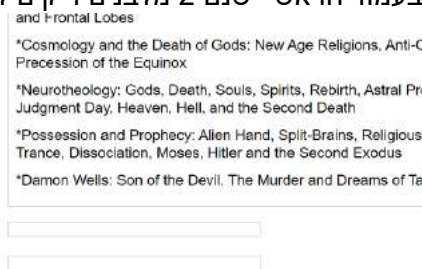 and Frontal Lobes
*Cosmology and the Death of Gods: New Age Religions, Anti-
Precession of the Equinox
*Neurotheology: Gods, Death, Souls, Spirits, Rebirth, Astral
Judgment Day, Heaven, Hell, and the Second Death
*Possession and Prophecy: Alien Hand, Split-Brains, Religious
Trance, Dissociation, Moses, Hitler and the Second Exodus
*Damon Wells: Son of the Devil. The Murder and Dreams of